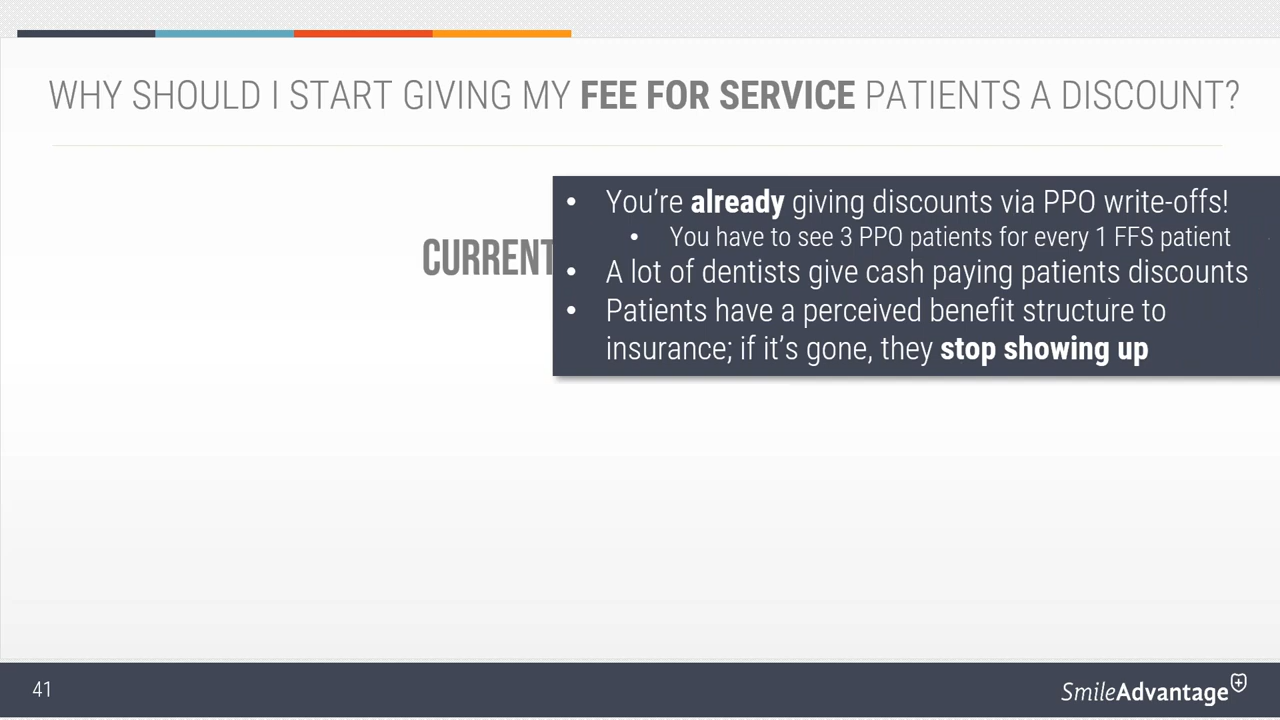 WHY SHOULD I START GIVING MY FEE FOR SERVICE PATIENTS A DISCOUNT?
CURRENT
• You’re already giving discounts via PPO write-offs!
• You have to see 3 PPO patients for every 1 FFS patient
• A lot of dentists give cash paying patients discounts
• Patients have a perceived benefit structure to
insurance; if it’s gone, they stop showing up
41
SmileAdvantage